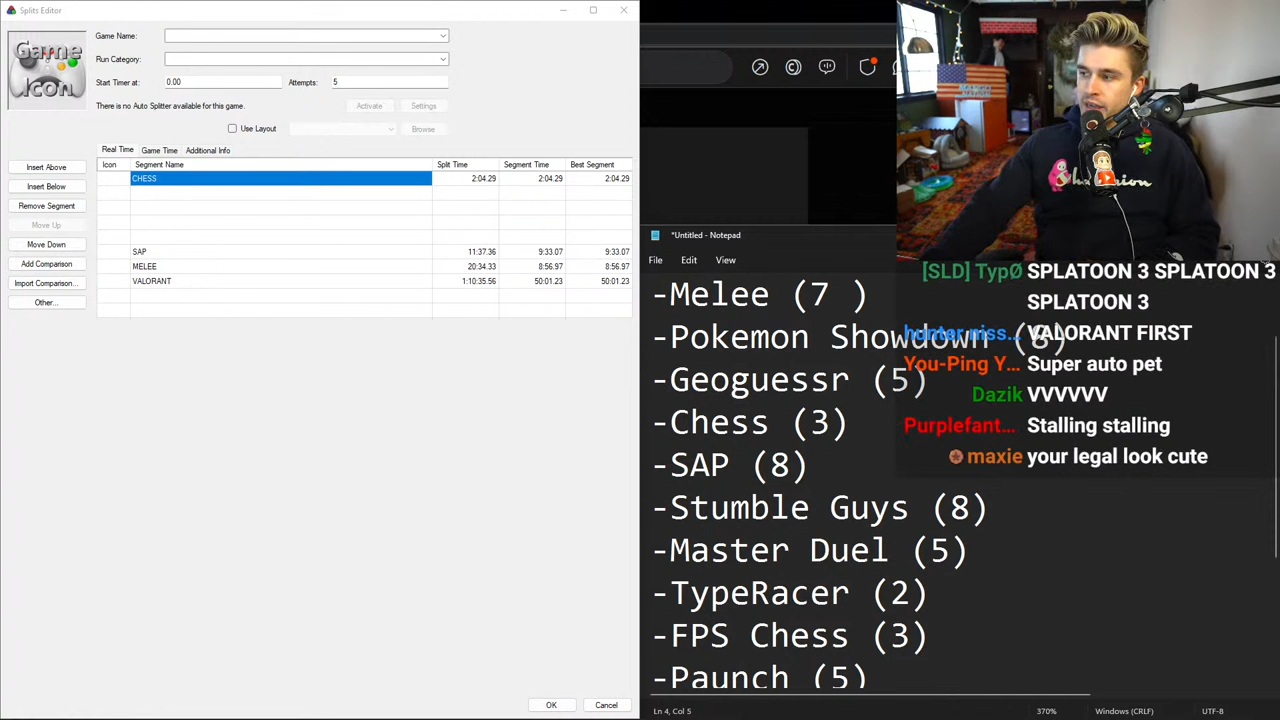 Splits Editor
Game Icon
Game Name:
Run Category:
Start Timer at: 0.00 Attempts: 5
There is no Auto Splitter available for this game. Activate Settings
Use Layout Browse
Real Time Game Time Additional Info
Icon Segment Name Split Time Segment Time Best Segment
CHESS 2:04.29 2:04.29 2:04.29
SAP 11:37.36 9:33.07 9:33.07
MELEE 20:34.33 8:56.97 8:56.97
VALORANT 1:10:35.56 50:01.23 50:01.23
Insert Above
Insert Below
Remove Segment
Move Up
Move Down
Add Comparison
Import Comparison...
Other...
OK Cancel
*Untitled - Notepad
File Edit View
-Melee (7 )
-Pokemon Showdown (8)
-Geoguessr (5)
-Chess (3)
-SAP (8)
-Stumble Guys (8)
-Master Duel (5)
-TypeRacer (2)
-FPS Chess (3)
-Paunch (5)
Ln 4, Col 5 370% Windows (CRLF) UTF-8
[SLD] TypØ SPLATOON 3 SPLATOON 3
SPLATOON 3
hunter niss... VALORANT FIRST
You-Ping Y... Super auto pet
Dazik VVVVVV
Purplefant... Stalling stalling
maxie your legal look cute